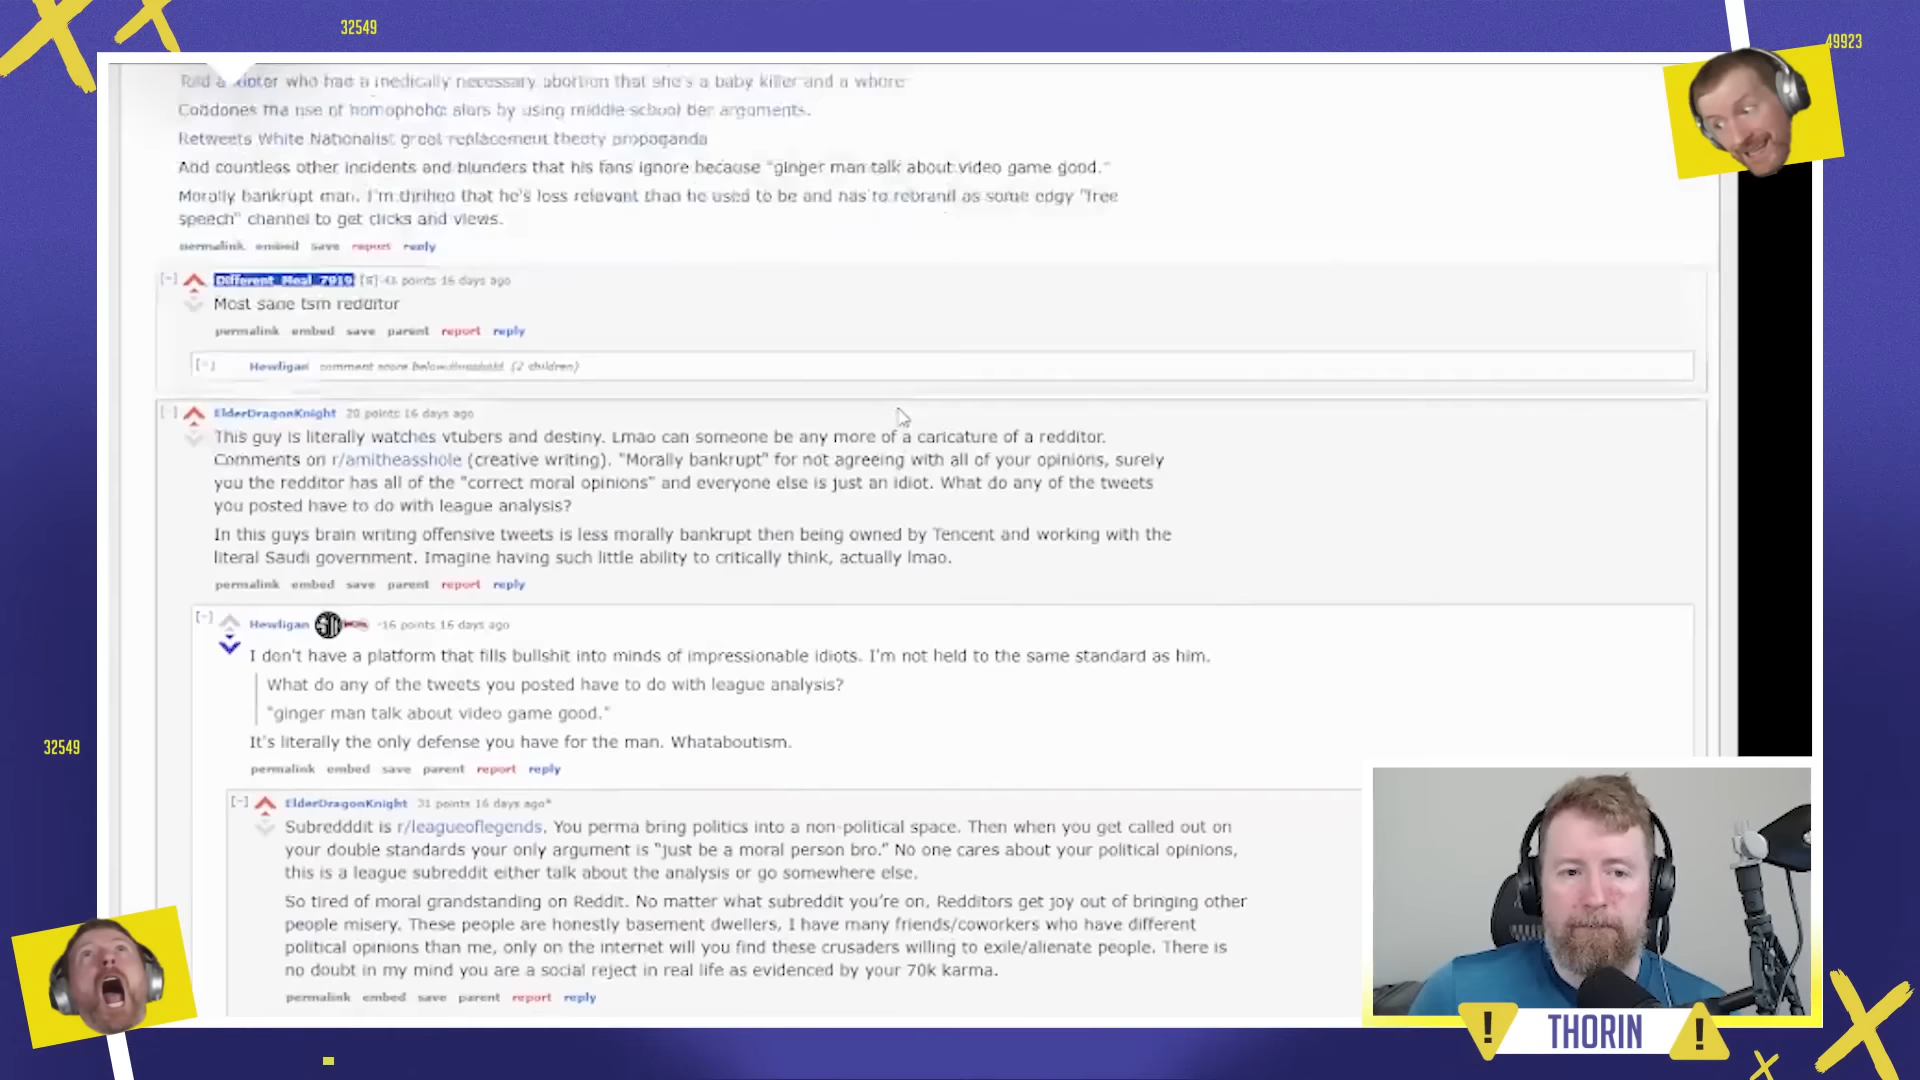 32549
49923
Told a who had a medically necessary abortion that she's a baby killer and a whore
Condones the use of homophobic slurs by using middle school tier arguments.
Retweets White Nationalist great replacement theory propaganda
And countless other incidents and blunders that his fans ignore because "ginger man talk about video game good."
Morally bankrupt man. I'm thrilled that he's less relevant than he used to be and has to rebrand as some edgy "free
speech" channel to get clicks and views.
permalink embed save report reply
[-] Different_Meal_7919 points 16 days ago
Most sane tsm redditor
permalink embed save parent report reply
[-] Hewligan comment score below threshold (2 children)
[-] ElderDragonKnight 20 points 16 days ago
This guy is literally watches vtubers and destiny. Lmao can someone be any more of a caricature of a redditor.
Comments on r/amitheasshole (creative writing). "Morally bankrupt" for not agreeing with all of your opinions, surely
you the redditor has all of the "correct moral opinions" and everyone else is just an idiot. What do any of the tweets
you posted have to do with league analysis?
In this guys brain writing offensive tweets is less morally bankrupt then being owned by Tencent and working with the
literal Saudi government. Imagine having such little ability to critically think, actually lmao.
permalink embed save parent report reply
[-] Hewligan -16 points 16 days ago
I don't have a platform that fills bullshit into minds of impressionable idiots. I'm not held to the same standard as him.
What do any of the tweets you posted have to do with league analysis?
"ginger man talk about video game good."
It's literally the only defense you have for the man. Whataboutism.
permalink embed save parent report reply
[-] ElderDragonKnight 31 points 16 days ago*
Subredddit is r/leagueoflegends. You perma bring politics into a non-political space. Then when you get called out on
your double standards your only argument is "just be a moral person bro." No one cares about your political opinions,
this is a league subreddit either talk about the analysis or go somewhere else.
So tired of moral grandstanding on Reddit. No matter what subreddit you're on, Redditors get joy out of bringing other
people misery. These people are honestly basement dwellers, I have many friends/coworkers who have different
political opinions than me, only on the internet will you find these crusaders willing to exile/alienate people. There is
no doubt in my mind you are a social reject in real life as evidenced by your 70k karma.
permalink embed save parent report reply
32549
! THORIN !